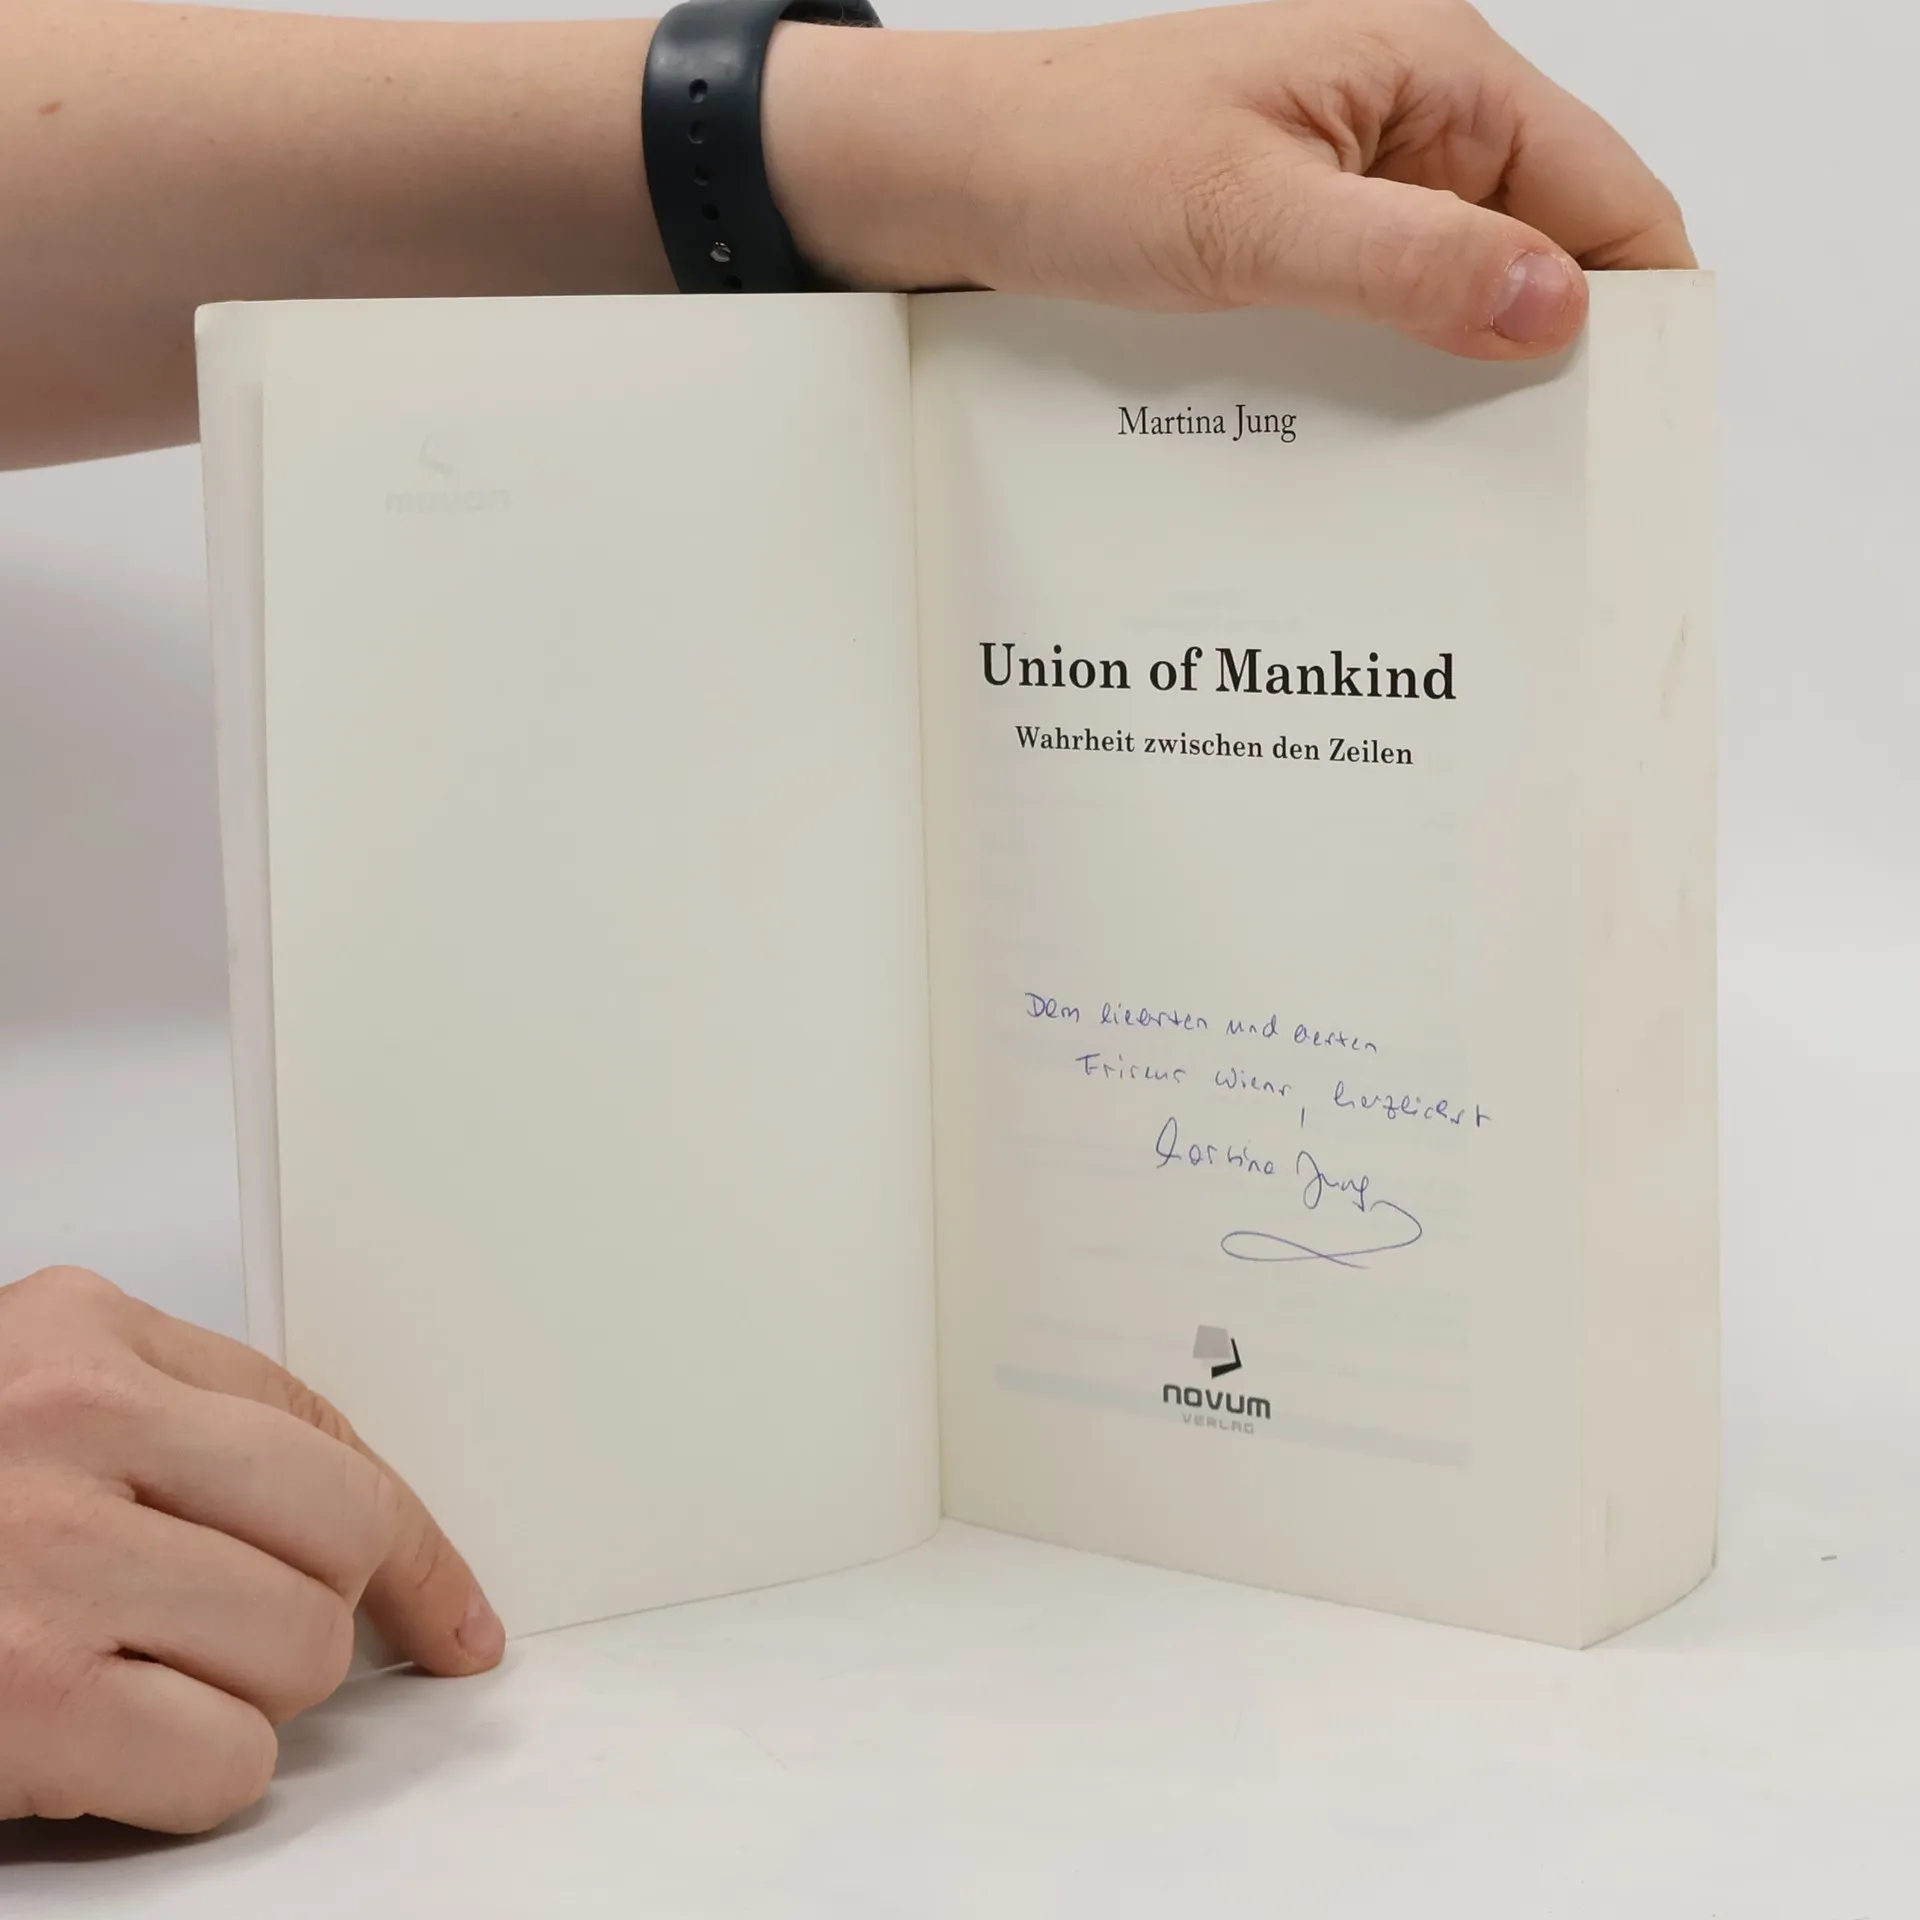 Martina Jung
Union of Mankind
Wahrheit zwischen den Zeilen
Dem liebsten und besten
Friseur Wiens, herzlichst
Martina Jung
novum
VERLAG
novum